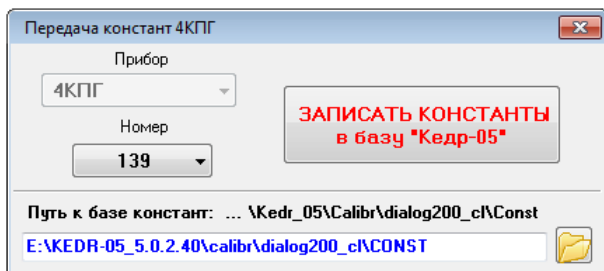 Передача констант 4КПГ
Прибор
4КПГ
Номер
139
ЗАПИСАТЬ КОНСТАНТЫ
в базу "Кедр-05"
Путь к базе констант: ... \Kedr_05\Calibr\dialog200_cl\Const
E:\KEDR-05_5.0.2.40\calibr\dialog200_cl\CONST